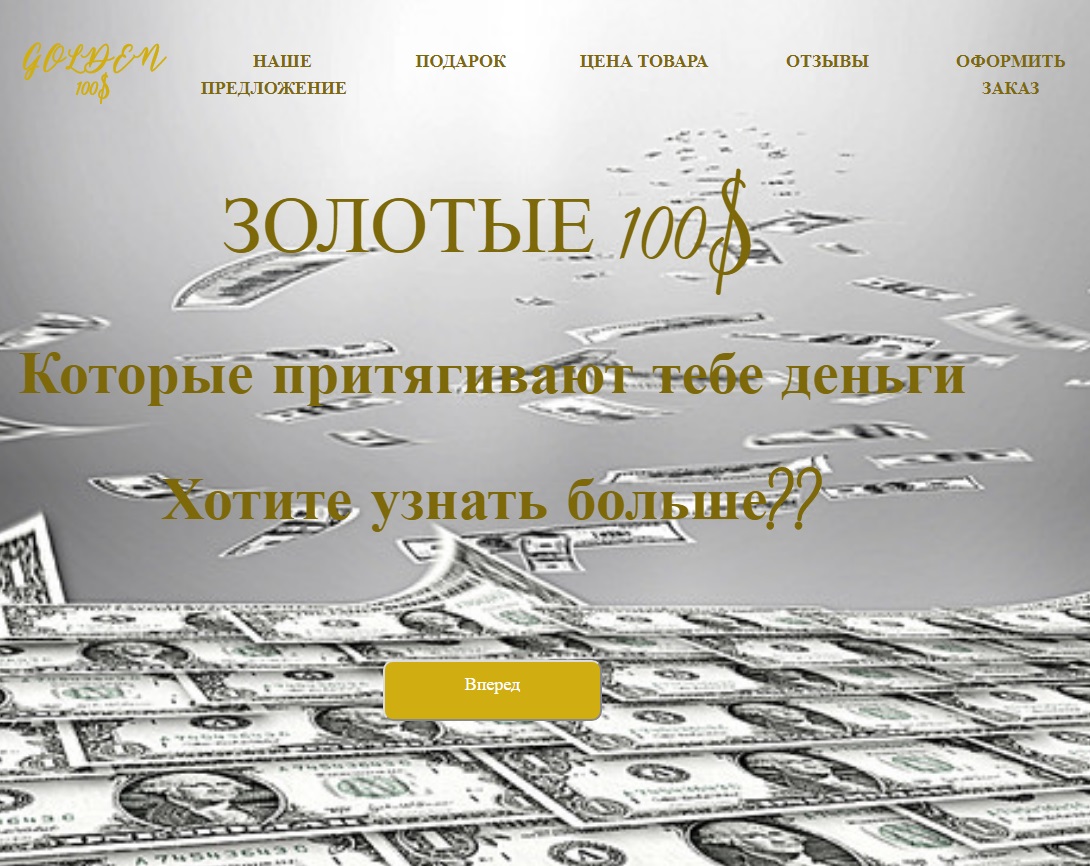 GOLDEN
100$
НАШЕ
ПРЕДЛОЖЕНИЕ
ПОДАРОК
ЦЕНА ТОВАРА
ОТЗЫВЫ
ОФОРМИТЬ
ЗАКАЗ
ЗОЛОТЫЕ 100$
Которые притягивают тебе деньги
Хотите узнать больше??
Вперед